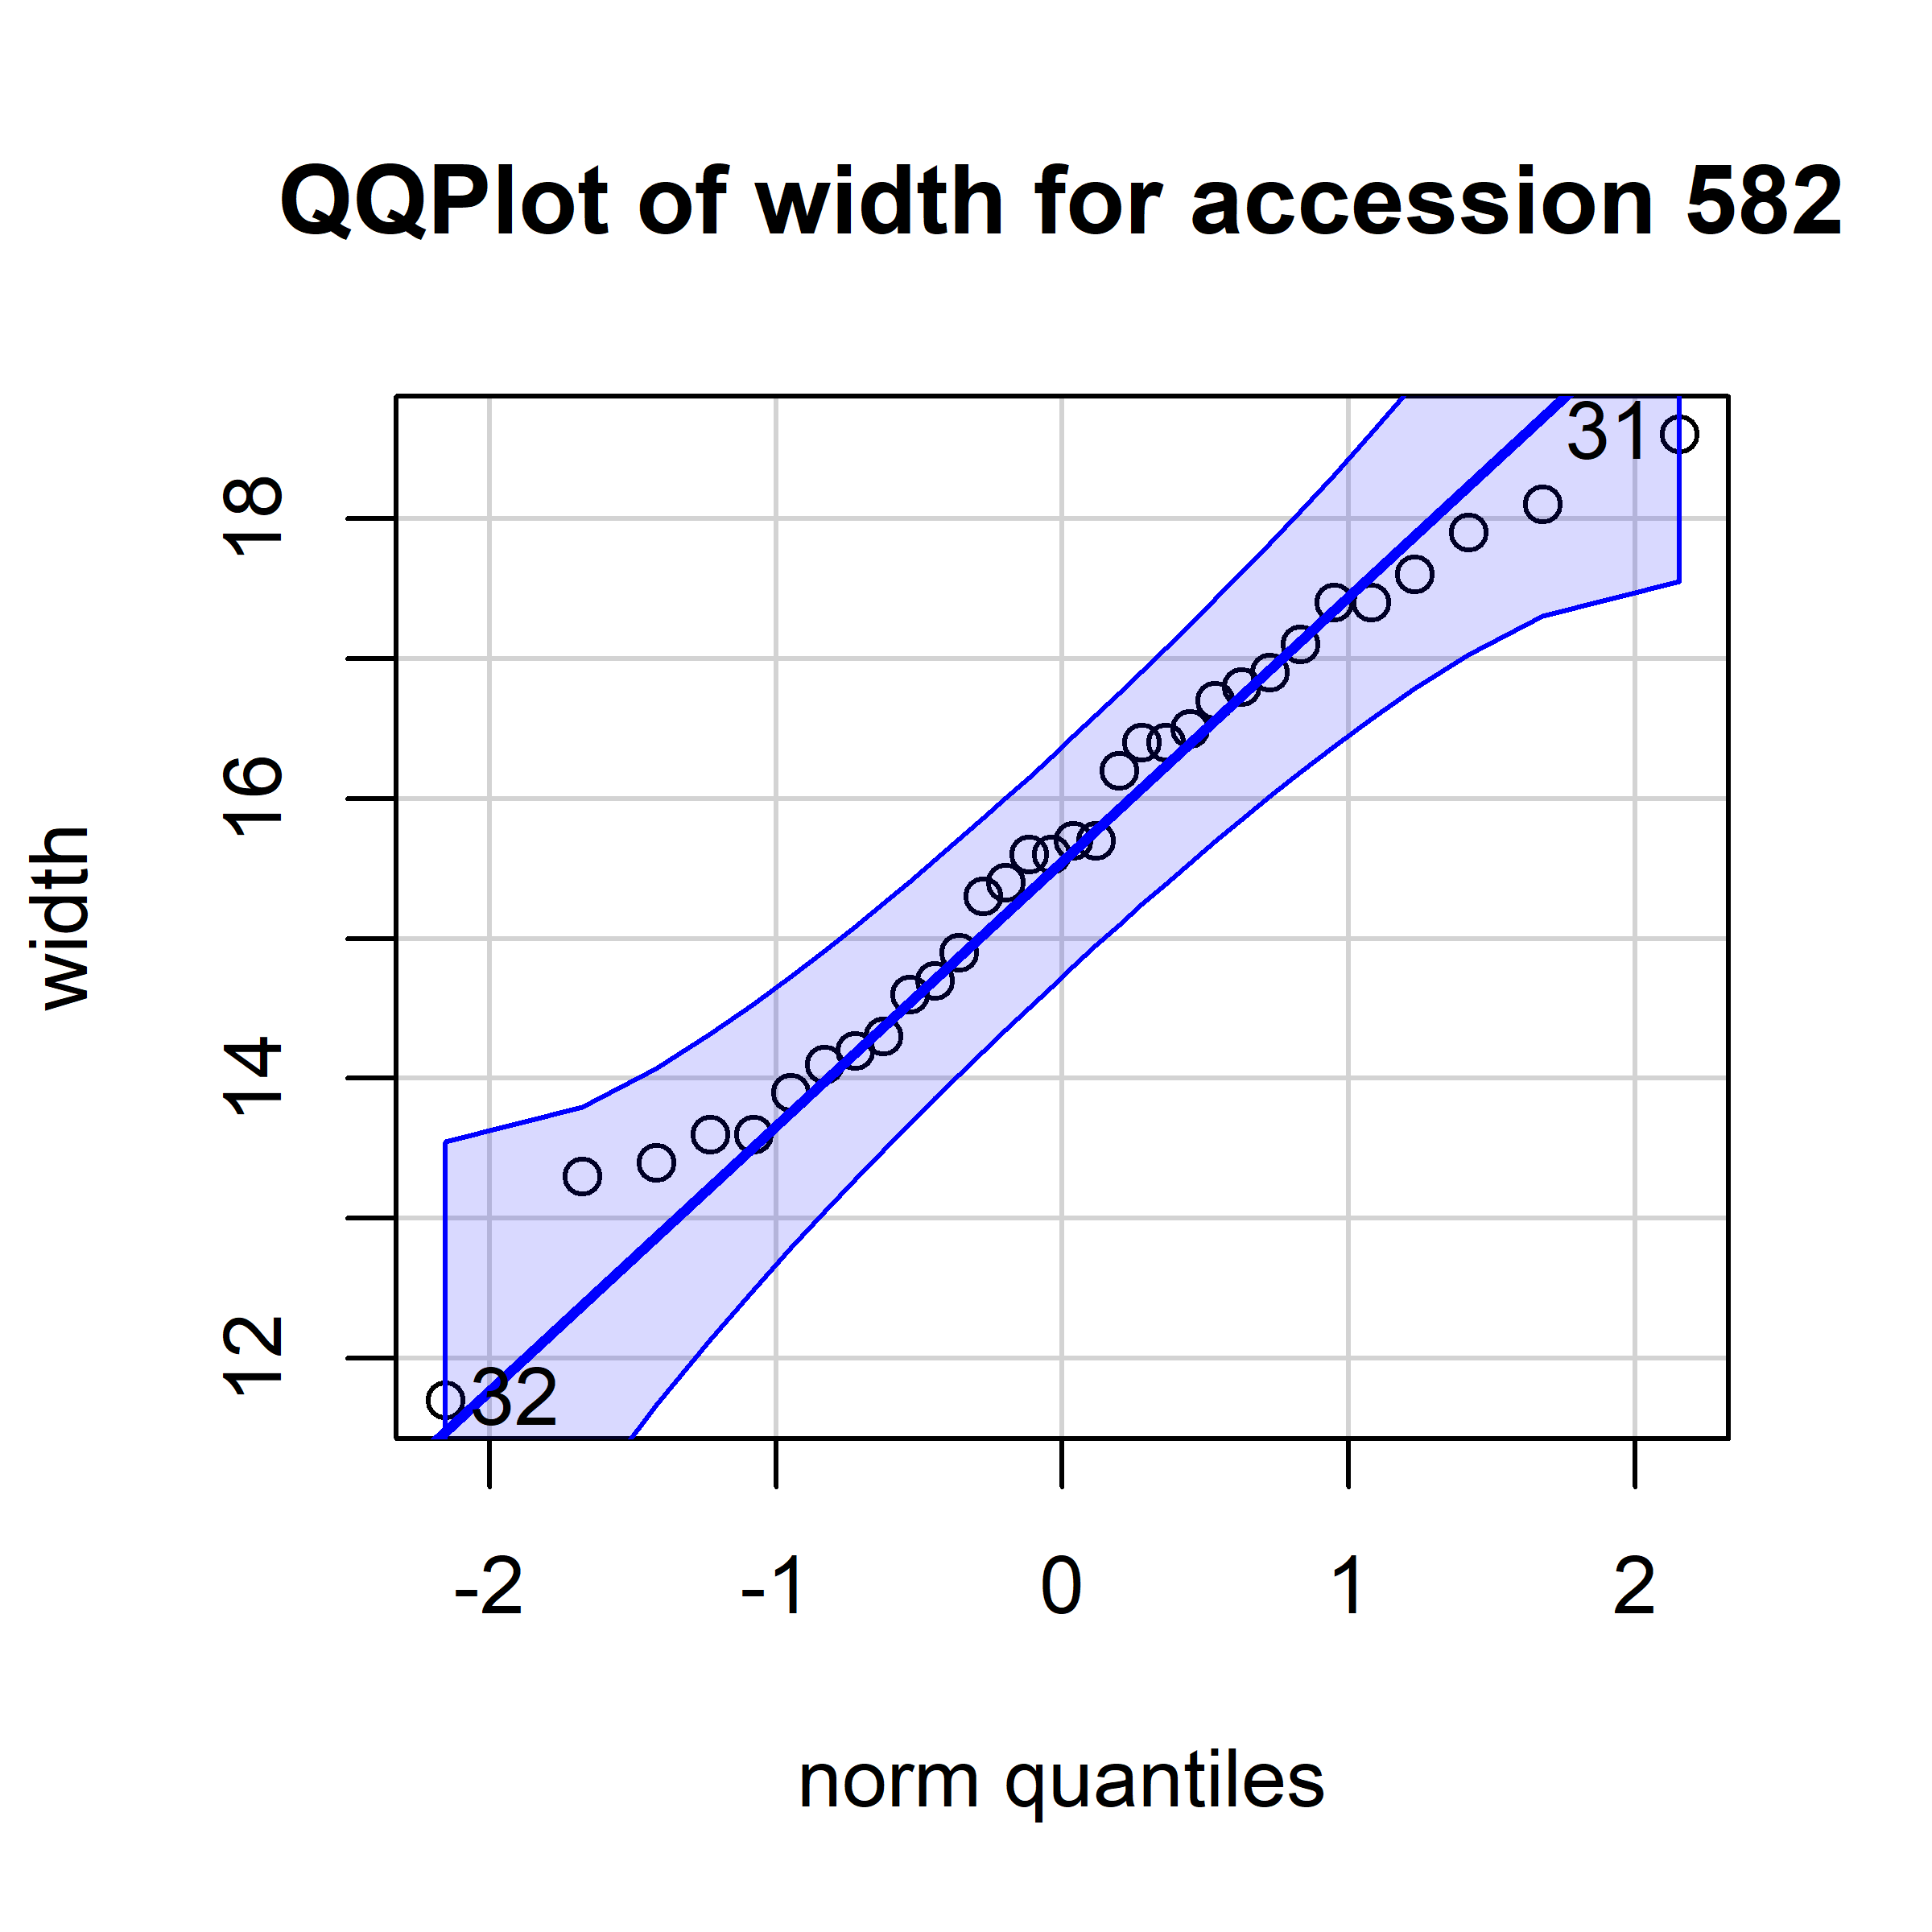 QQPlot of width for accession 582
31
18
16
width
14
12
32
-2 -1 0 1 2
norm quantiles